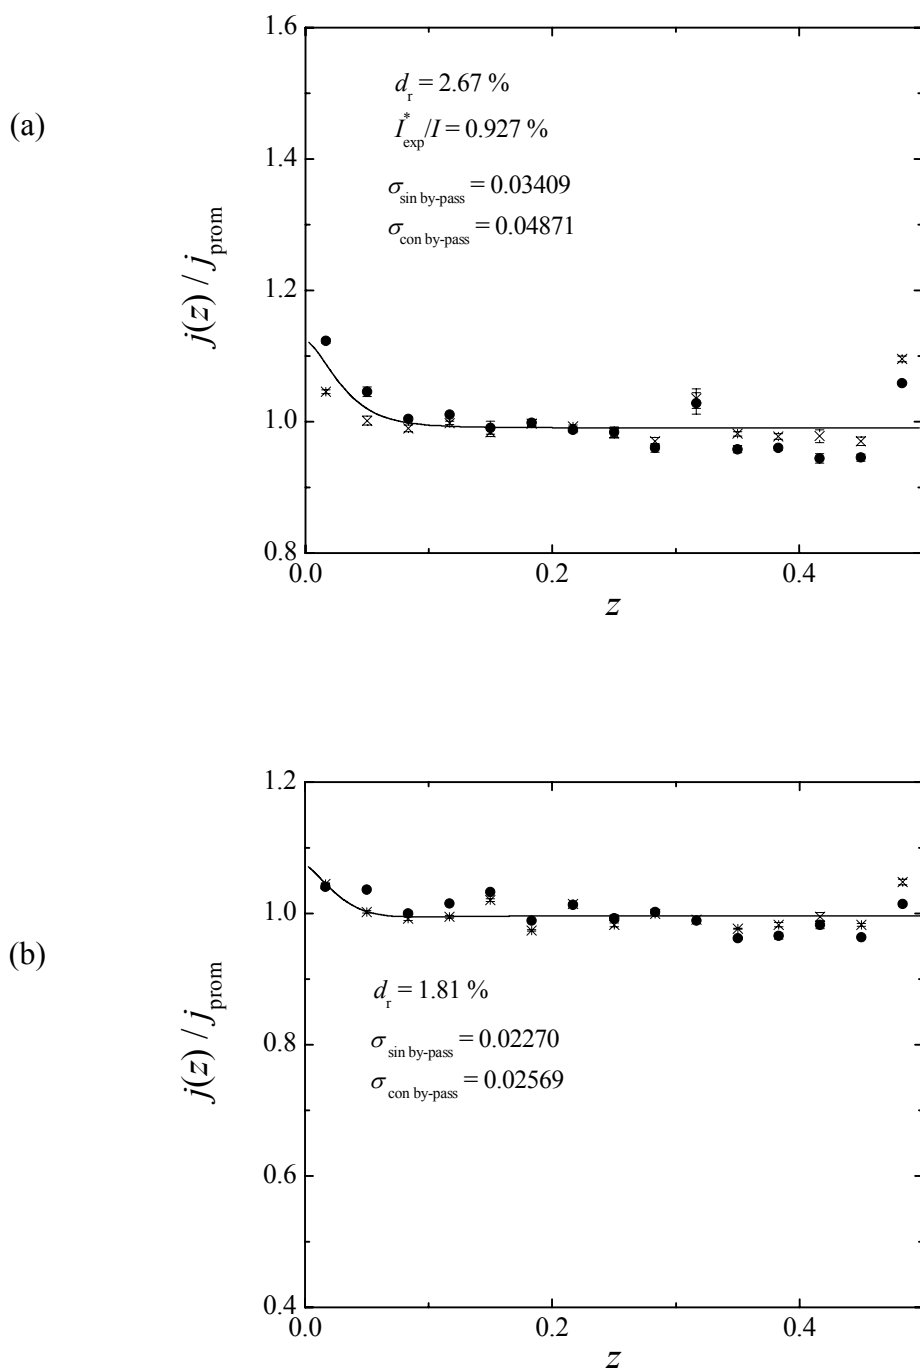 (a)
j(z) / j_prom
1.6
1.4
1.2
1.0
0.8
d_r = 2.67 %
I*_exp/I = 0.927 %
σ_sin by-pass = 0.03409
σ_con by-pass = 0.04871
0.0
0.2
0.4
z
(b)
j(z) / j_prom
1.2
1.0
0.8
0.6
0.4
d_r = 1.81 %
σ_sin by-pass = 0.02270
σ_con by-pass = 0.02569
0.0
0.2
0.4
z